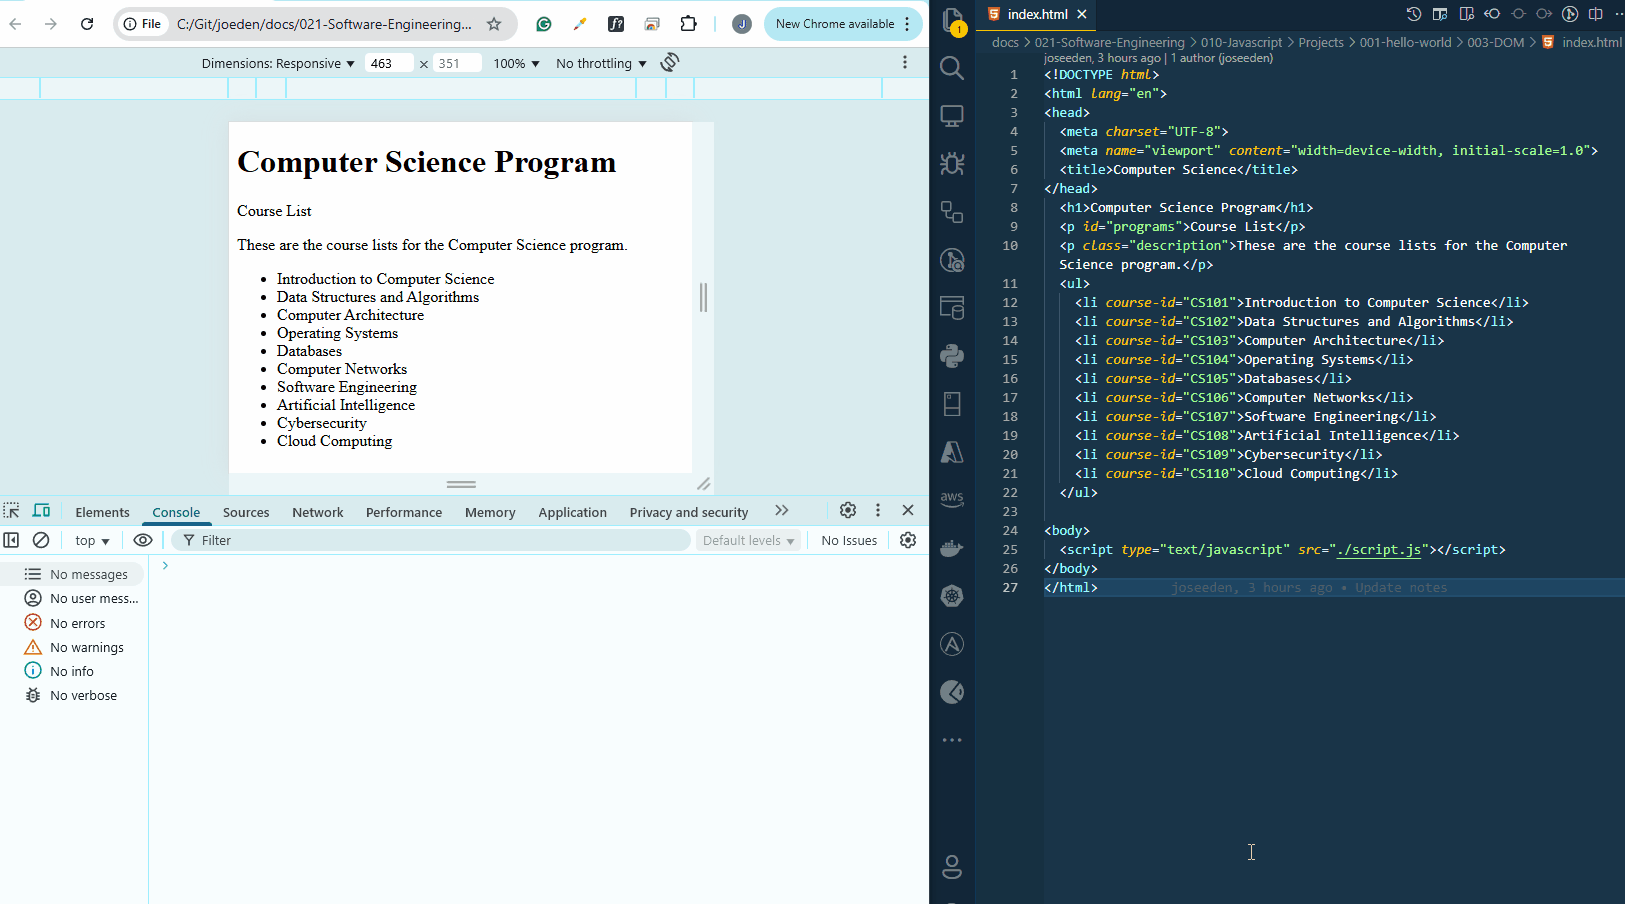 File
C:/Git/joeden/docs/021-Software-Engineering...
New Chrome available
Dimensions: Responsive
463 × 351
100%
No throttling
Computer Science Program
Course List
These are the course lists for the Computer Science program.
Introduction to Computer Science
Data Structures and Algorithms
Computer Architecture
Operating Systems
Databases
Computer Networks
Software Engineering
Artificial Intelligence
Cybersecurity
Cloud Computing
Elements Console Sources Network Performance Memory Application Privacy and security
top Filter Default levels No Issues
No messages
No user mess...
No errors
No warnings
No info
No verbose
1
aws
index.html
docs > 021-Software-Engineering > 010-Javascript > Projects > 001-hello-world > 003-DOM > index.html
joseeden, 3 hours ago | 1 author (joseeden)
1 <!DOCTYPE html>
2 <html lang="en">
3 <head>
4 <meta charset="UTF-8">
5 <meta name="viewport" content="width=device-width, initial-scale=1.0">
6 <title>Computer Science</title>
7 </head>
8 <h1>Computer Science Program</h1>
9 <p id="programs">Course List</p>
10 <p class="description">These are the course lists for the Computer
Science program.</p>
11 <ul>
12 <li course-id="CS101">Introduction to Computer Science</li>
13 <li course-id="CS102">Data Structures and Algorithms</li>
14 <li course-id="CS103">Computer Architecture</li>
15 <li course-id="CS104">Operating Systems</li>
16 <li course-id="CS105">Databases</li>
17 <li course-id="CS106">Computer Networks</li>
18 <li course-id="CS107">Software Engineering</li>
19 <li course-id="CS108">Artificial Intelligence</li>
20 <li course-id="CS109">Cybersecurity</li>
21 <li course-id="CS110">Cloud Computing</li>
22 </ul>
23
24 <body>
25 <script type="text/javascript" src="./script.js"></script>
26 </body>
27 </html> joseeden, 3 hours ago • Update notes